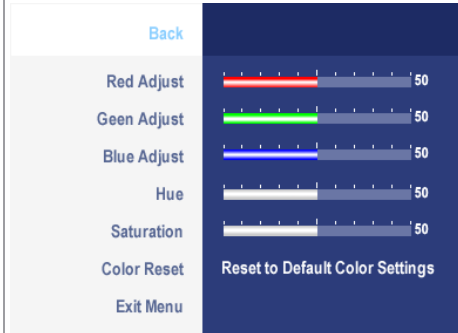 Back
Red Adjust 50
Geen Adjust 50
Blue Adjust 50
Hue 50
Saturation 50
Color Reset Reset to Default Color Settings
Exit Menu